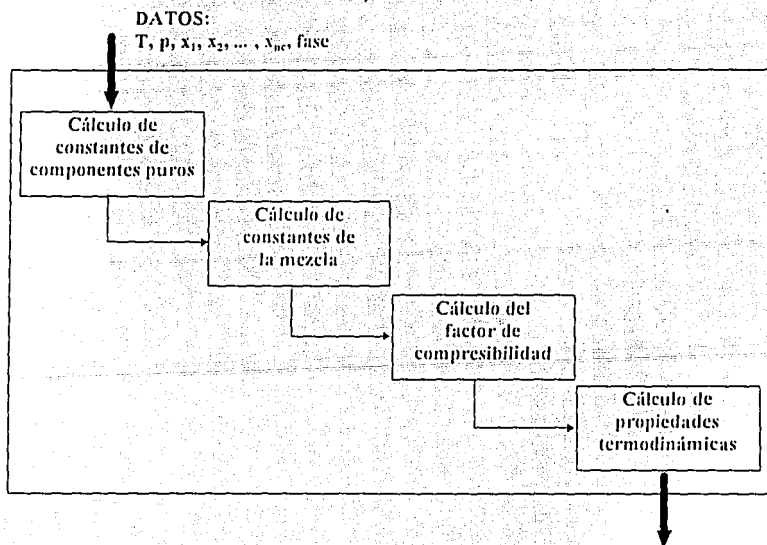 DATOS:
T, p, x₁, x₂, ... , xₙc, fase
Cálculo de
constantes de
componentes puros
Cálculo de
constantes de
la mezcla
Cálculo del
factor de
compresibilidad
Cálculo de
propiedades
termodinámicas